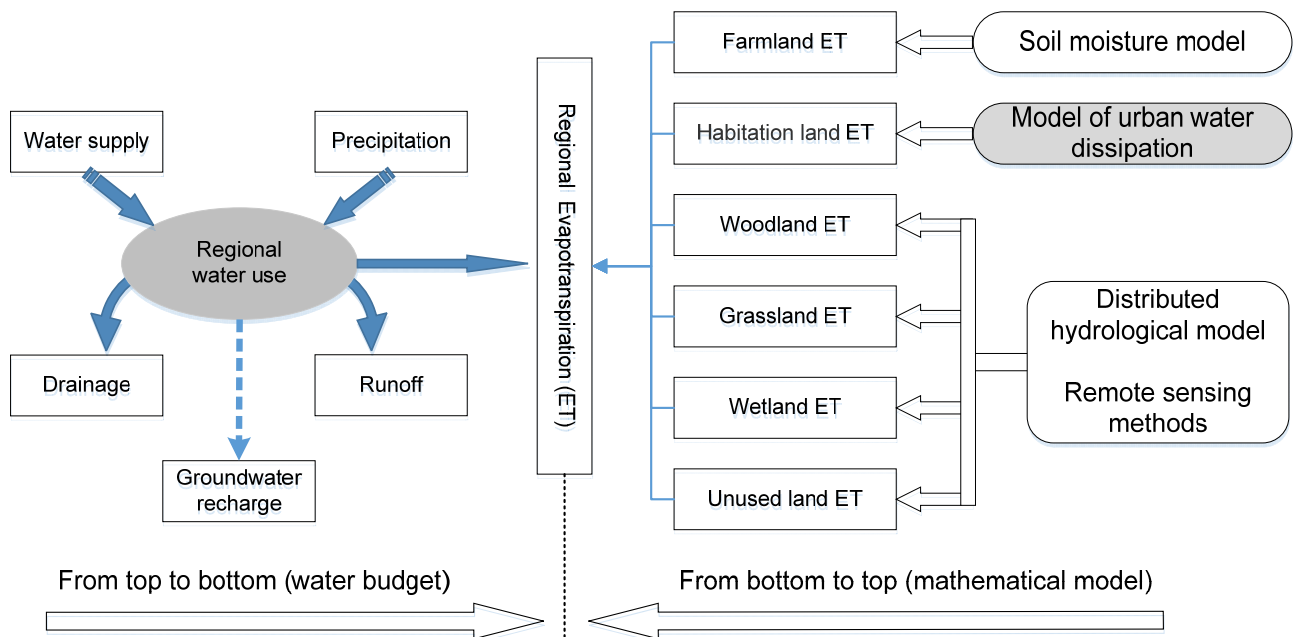 Water supply
Precipitation
Regional
water use
Drainage
Runoff
Groundwater
recharge
Regional Evapotranspiration (ET)
Farmland ET
Habitation land ET
Woodland ET
Grassland ET
Wetland ET
Unused land ET
Soil moisture model
Model of urban water
dissipation
Distributed
hydrological model
Remote sensing
methods
From top to bottom (water budget)
From bottom to top (mathematical model)